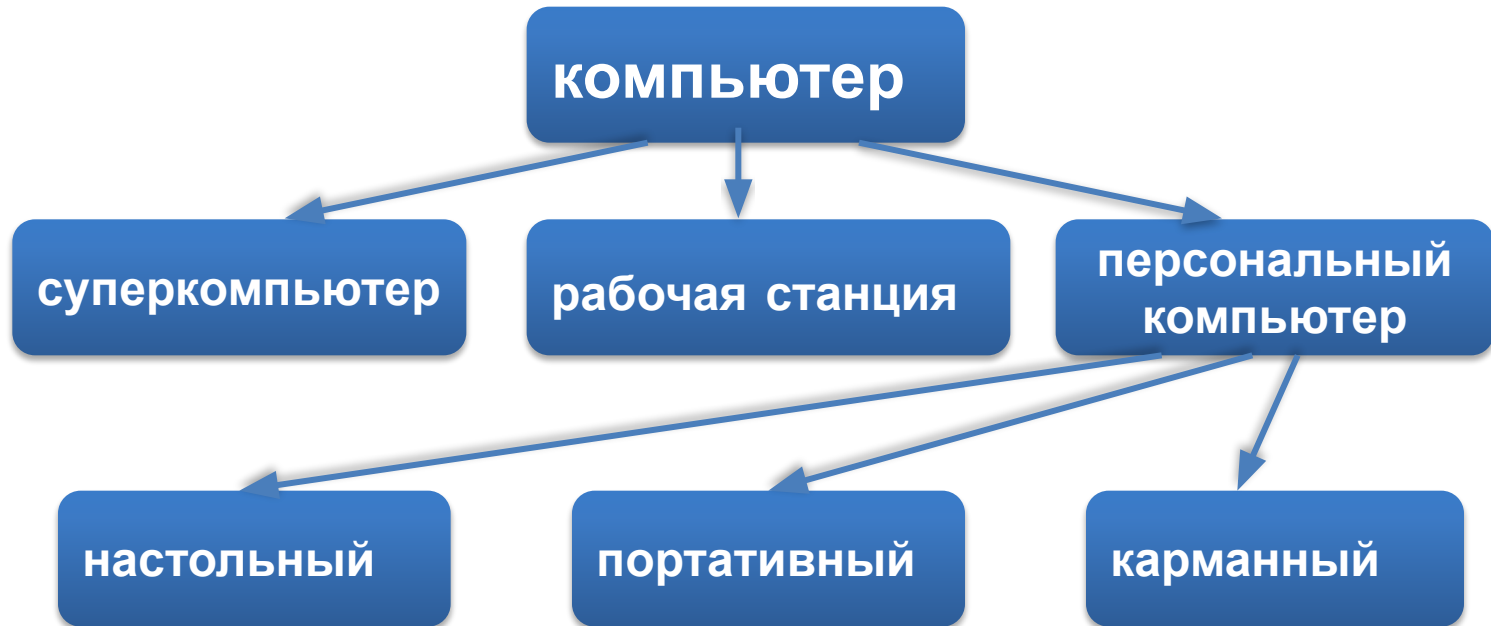 компьютер
суперкомпьютер
рабочая станция
персональный
компьютер
настольный
портативный
карманный